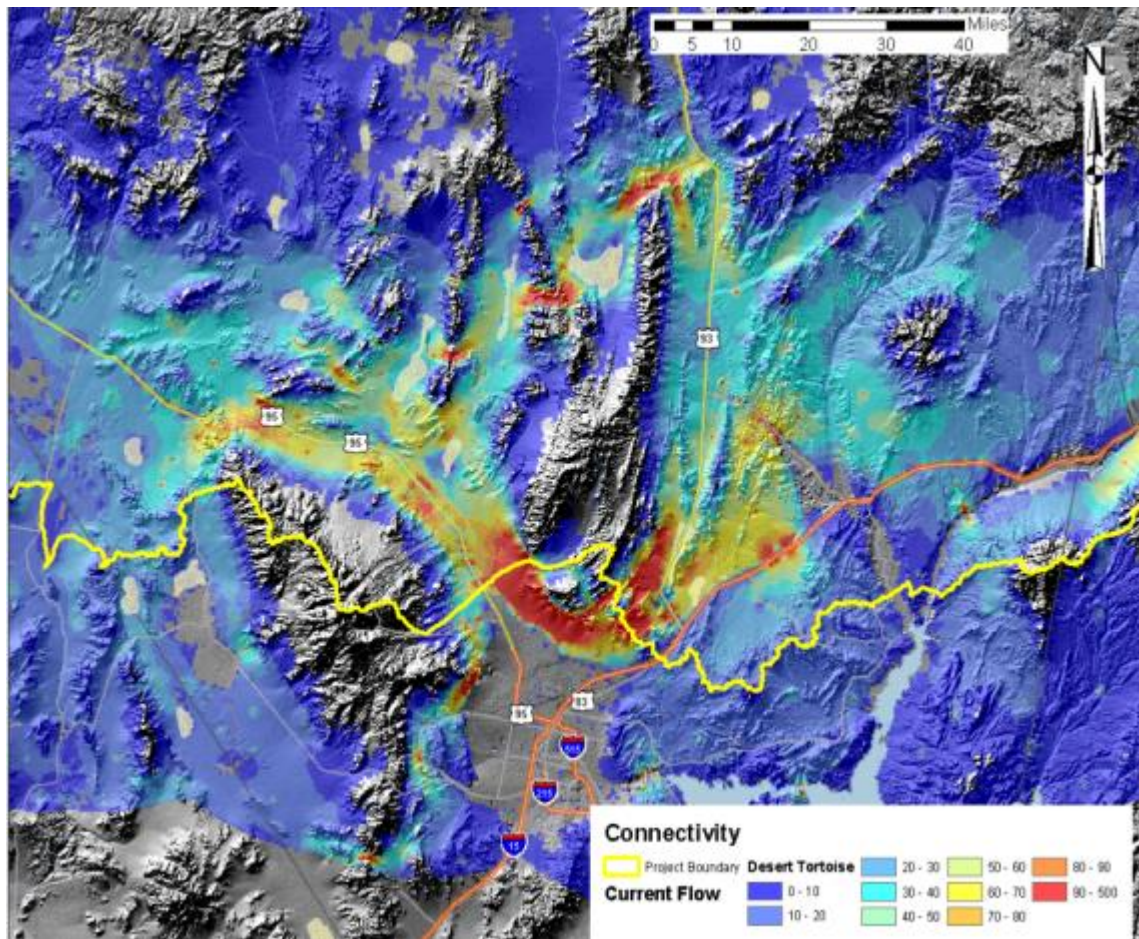 Miles
0 5 10 20 30 40
N
93
95
95
95
93
215
15
Connectivity
Project Boundary
Current Flow
Desert Tortoise
0 - 10
10 - 20
20 - 30
30 - 40
40 - 50
50 - 60
60 - 70
70 - 80
80 - 90
90 - 500